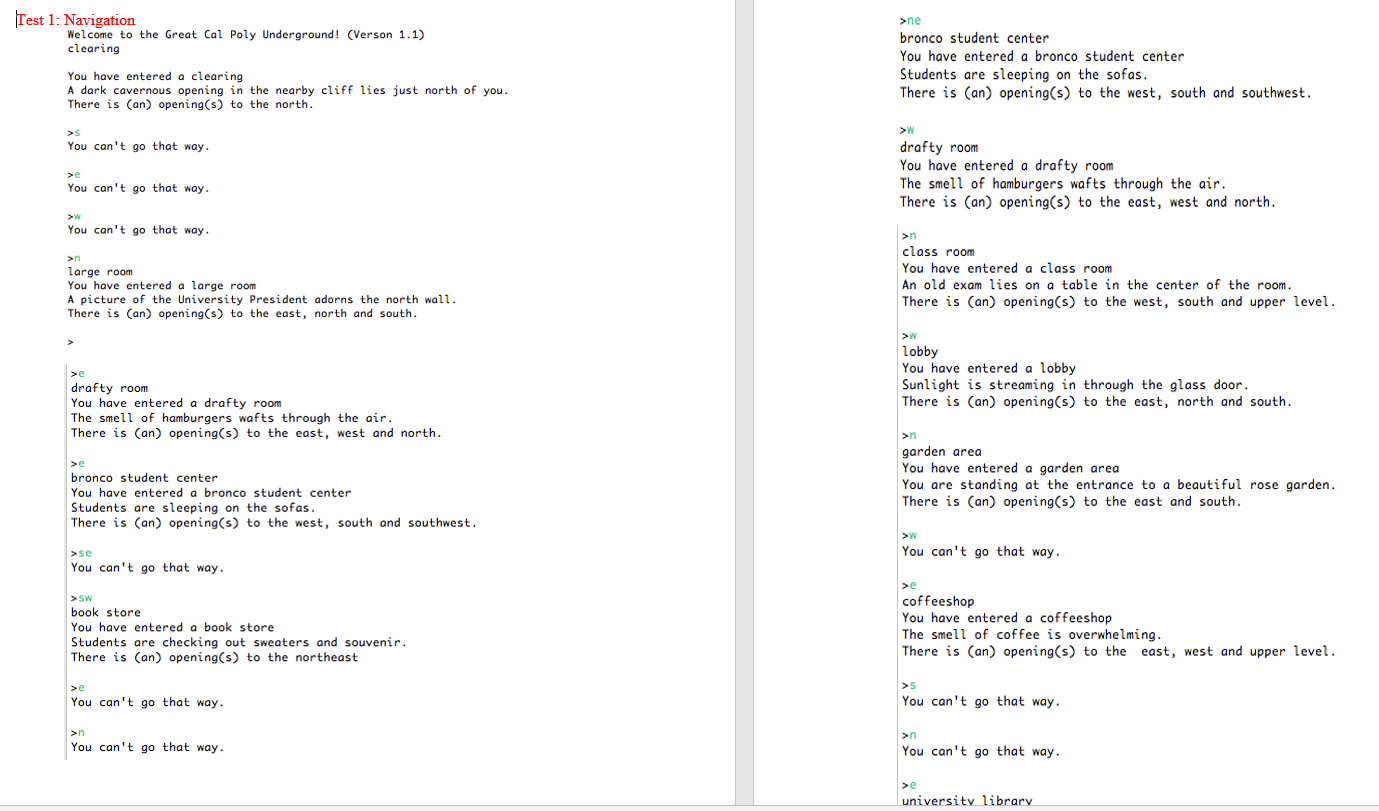 Test 1: Navigation
Welcome to the Great Cal Poly Underground! (Verson 1.1)
clearing
You have entered a clearing
A dark cavernous opening in the nearby cliff lies just north of you.
There is (an) opening(s) to the north.
>s
You can't go that way.
>e
You can't go that way.
>w
You can't go that way.
>n
large room
You have entered a large room
A picture of the University President adorns the north wall.
There is (an) opening(s) to the east, north and south.
>
>e
drafty room
You have entered a drafty room
The smell of hamburgers wafts through the air.
There is (an) opening(s) to the east, west and north.
>e
bronco student center
You have entered a bronco student center
Students are sleeping on the sofas.
There is (an) opening(s) to the west, south and southwest.
>se
You can't go that way.
>sw
book store
You have entered a book store
Students are checking out sweaters and souvenir.
There is (an) opening(s) to the northeast
>e
You can't go that way.
>n
You can't go that way.
>ne
bronco student center
You have entered a bronco student center
Students are sleeping on the sofas.
There is (an) opening(s) to the west, south and southwest.
>w
drafty room
You have entered a drafty room
The smell of hamburgers wafts through the air.
There is (an) opening(s) to the east, west and north.
>n
class room
You have entered a class room
An old exam lies on a table in the center of the room.
There is (an) opening(s) to the west, south and upper level.
>w
lobby
You have entered a lobby
Sunlight is streaming in through the glass door.
There is (an) opening(s) to the east, north and south.
>n
garden area
You have entered a garden area
You are standing at the entrance to a beautiful rose garden.
There is (an) opening(s) to the east and south.
>w
You can't go that way.
>e
coffeeshop
You have entered a coffeeshop
The smell of coffee is overwhelming.
There is (an) opening(s) to the  east, west and upper level.
>s
You can't go that way.
>n
You can't go that way.
>e
university library